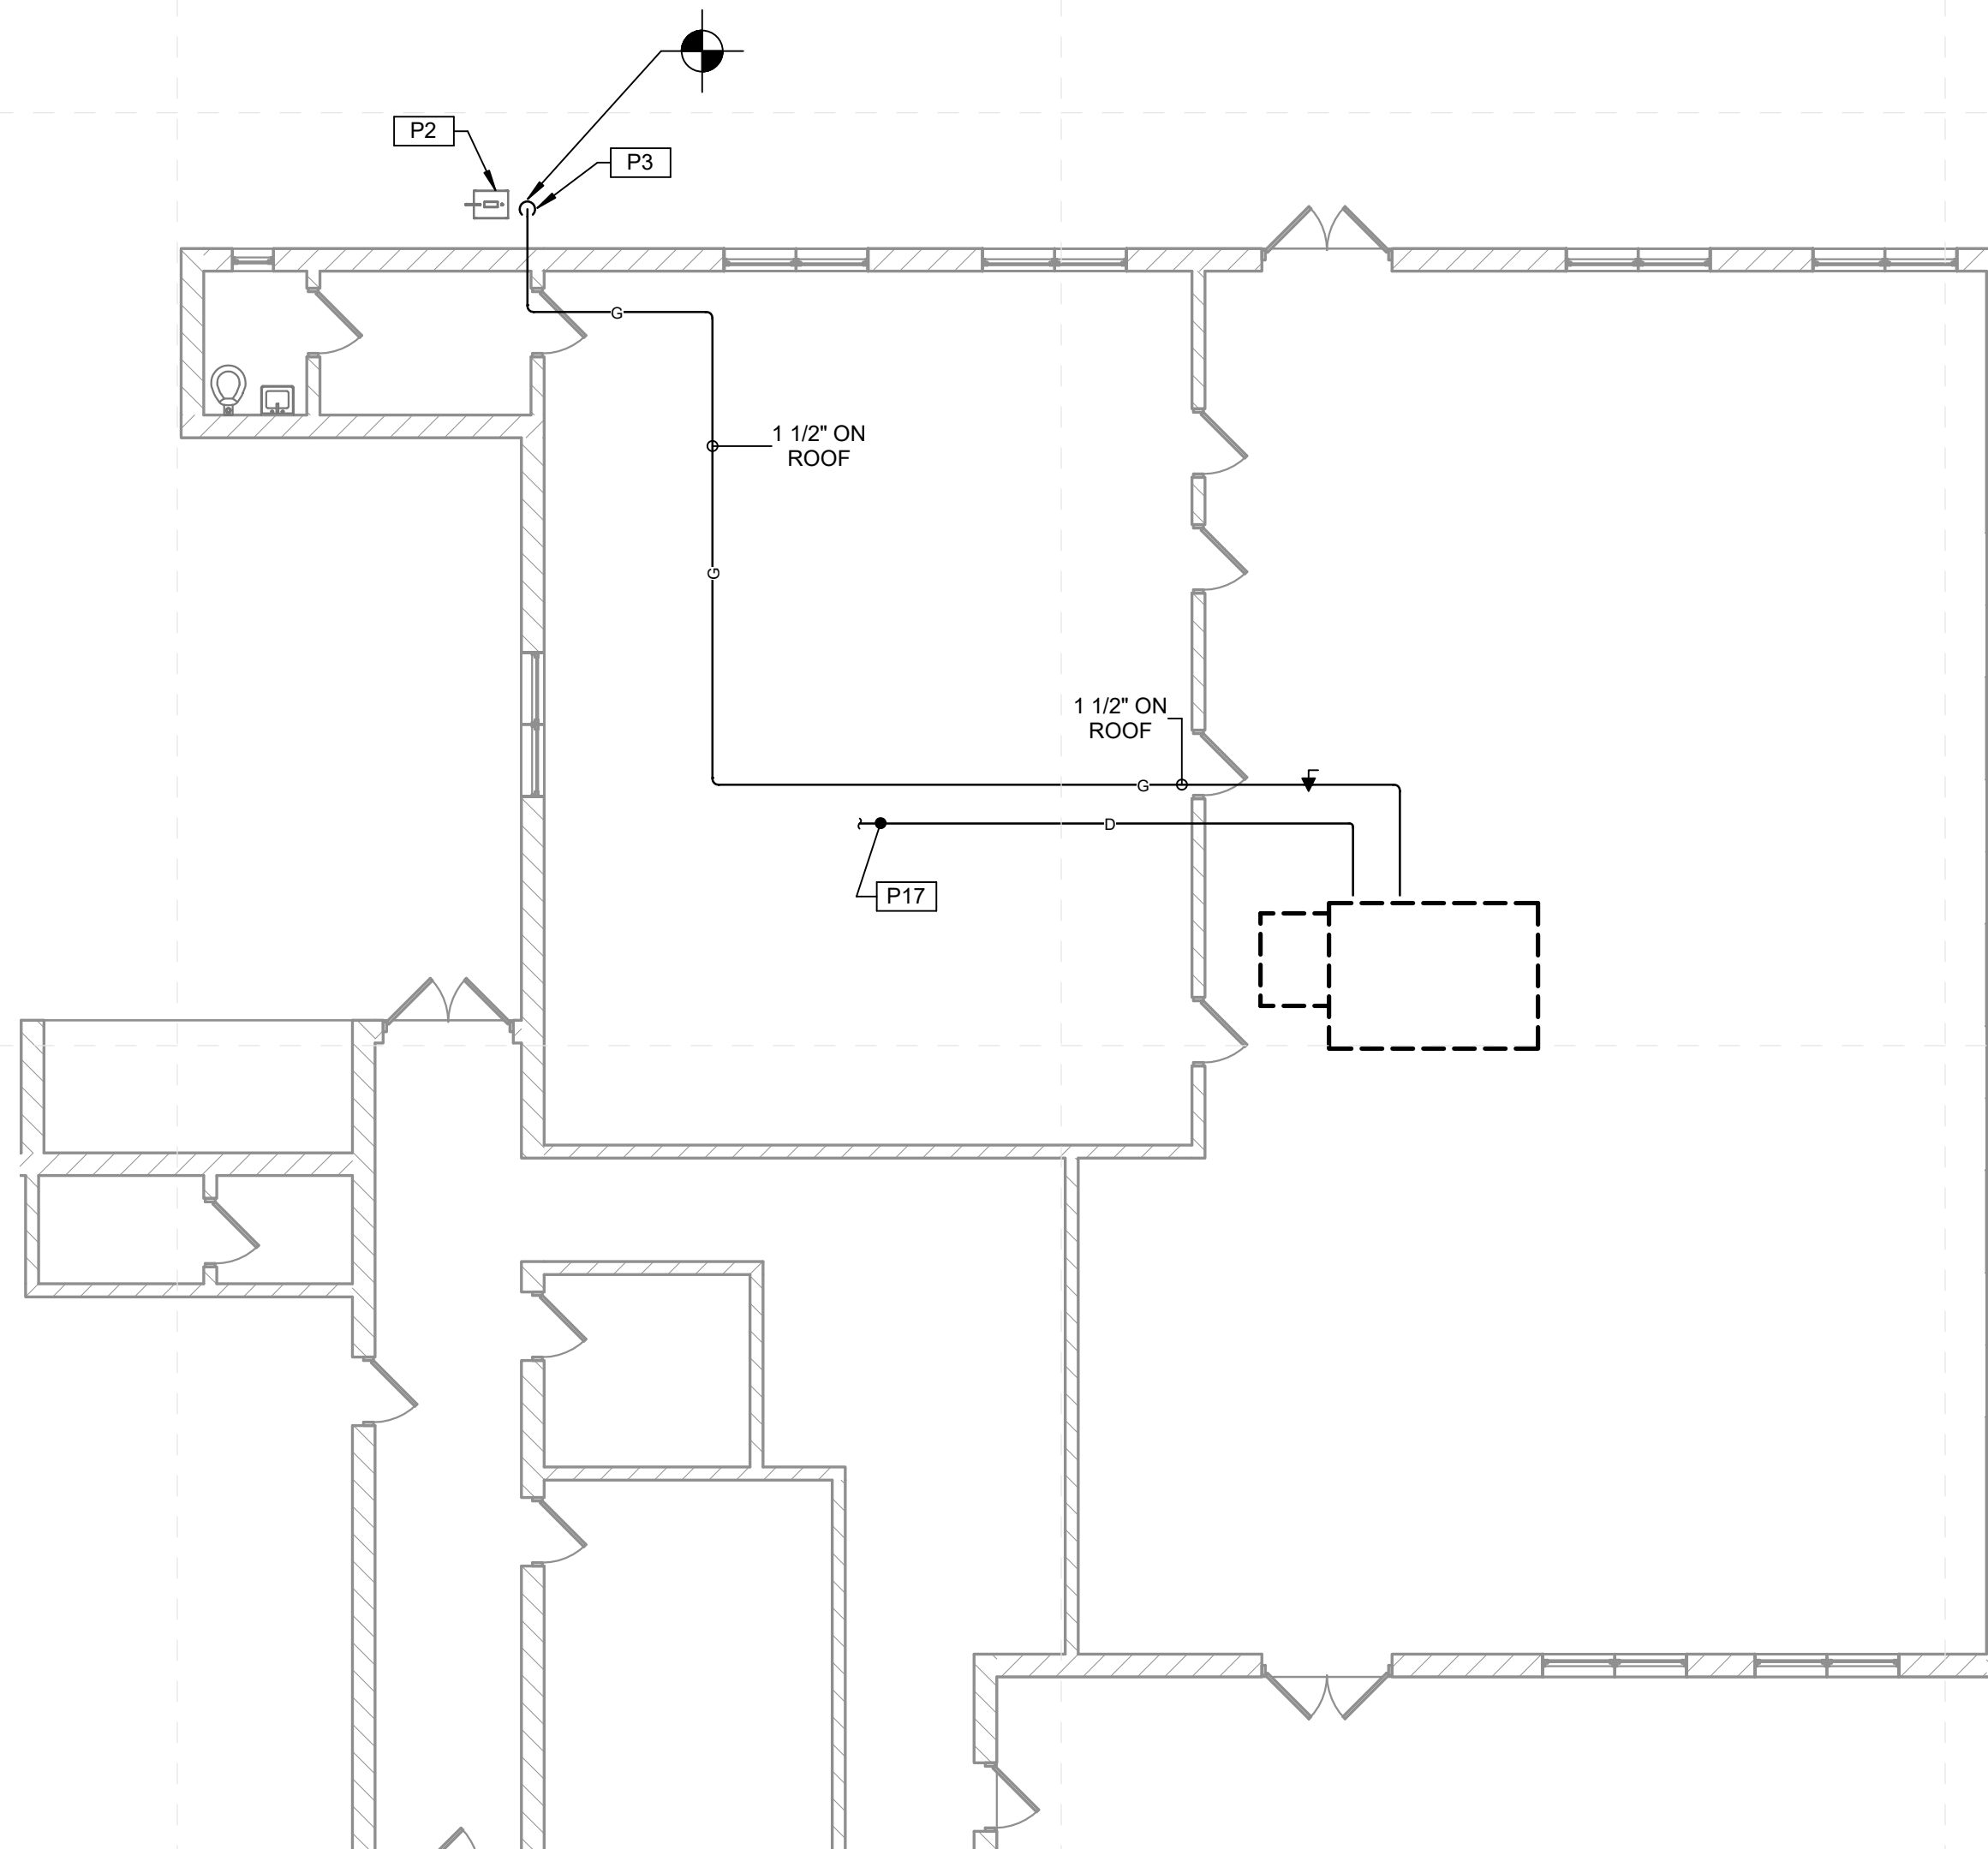 P2
P3
G
1 1/2" ON
ROOF
G
1 1/2" ON
ROOF
G
D
P17